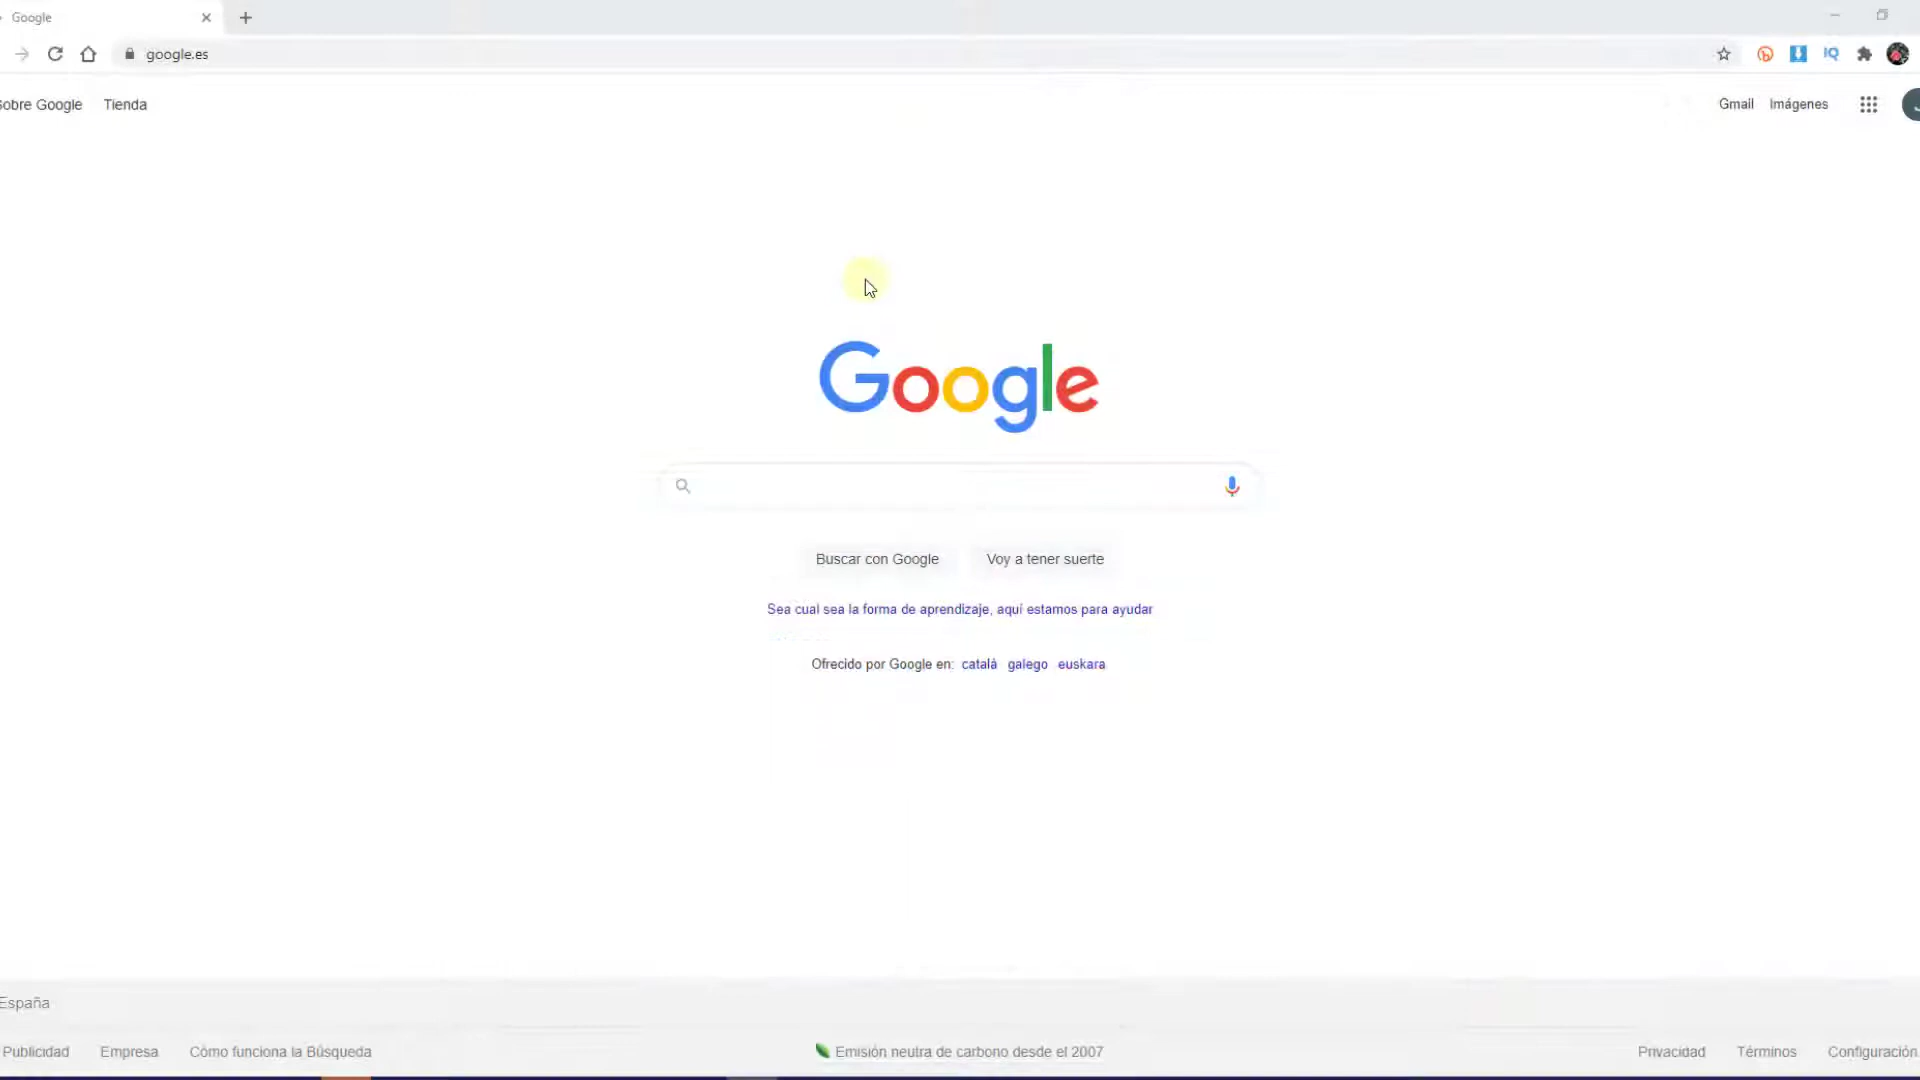 Google
google.es
Sobre Google Tienda
Gmail Imágenes
Google
Buscar con Google Voy a tener suerte
Sea cual sea la forma de aprendizaje, aquí estamos para ayudar
Ofrecido por Google en: català galego euskara
España
Publicidad Empresa Cómo funciona la Búsqueda
Emisión neutra de carbono desde el 2007
Privacidad Términos Configuración